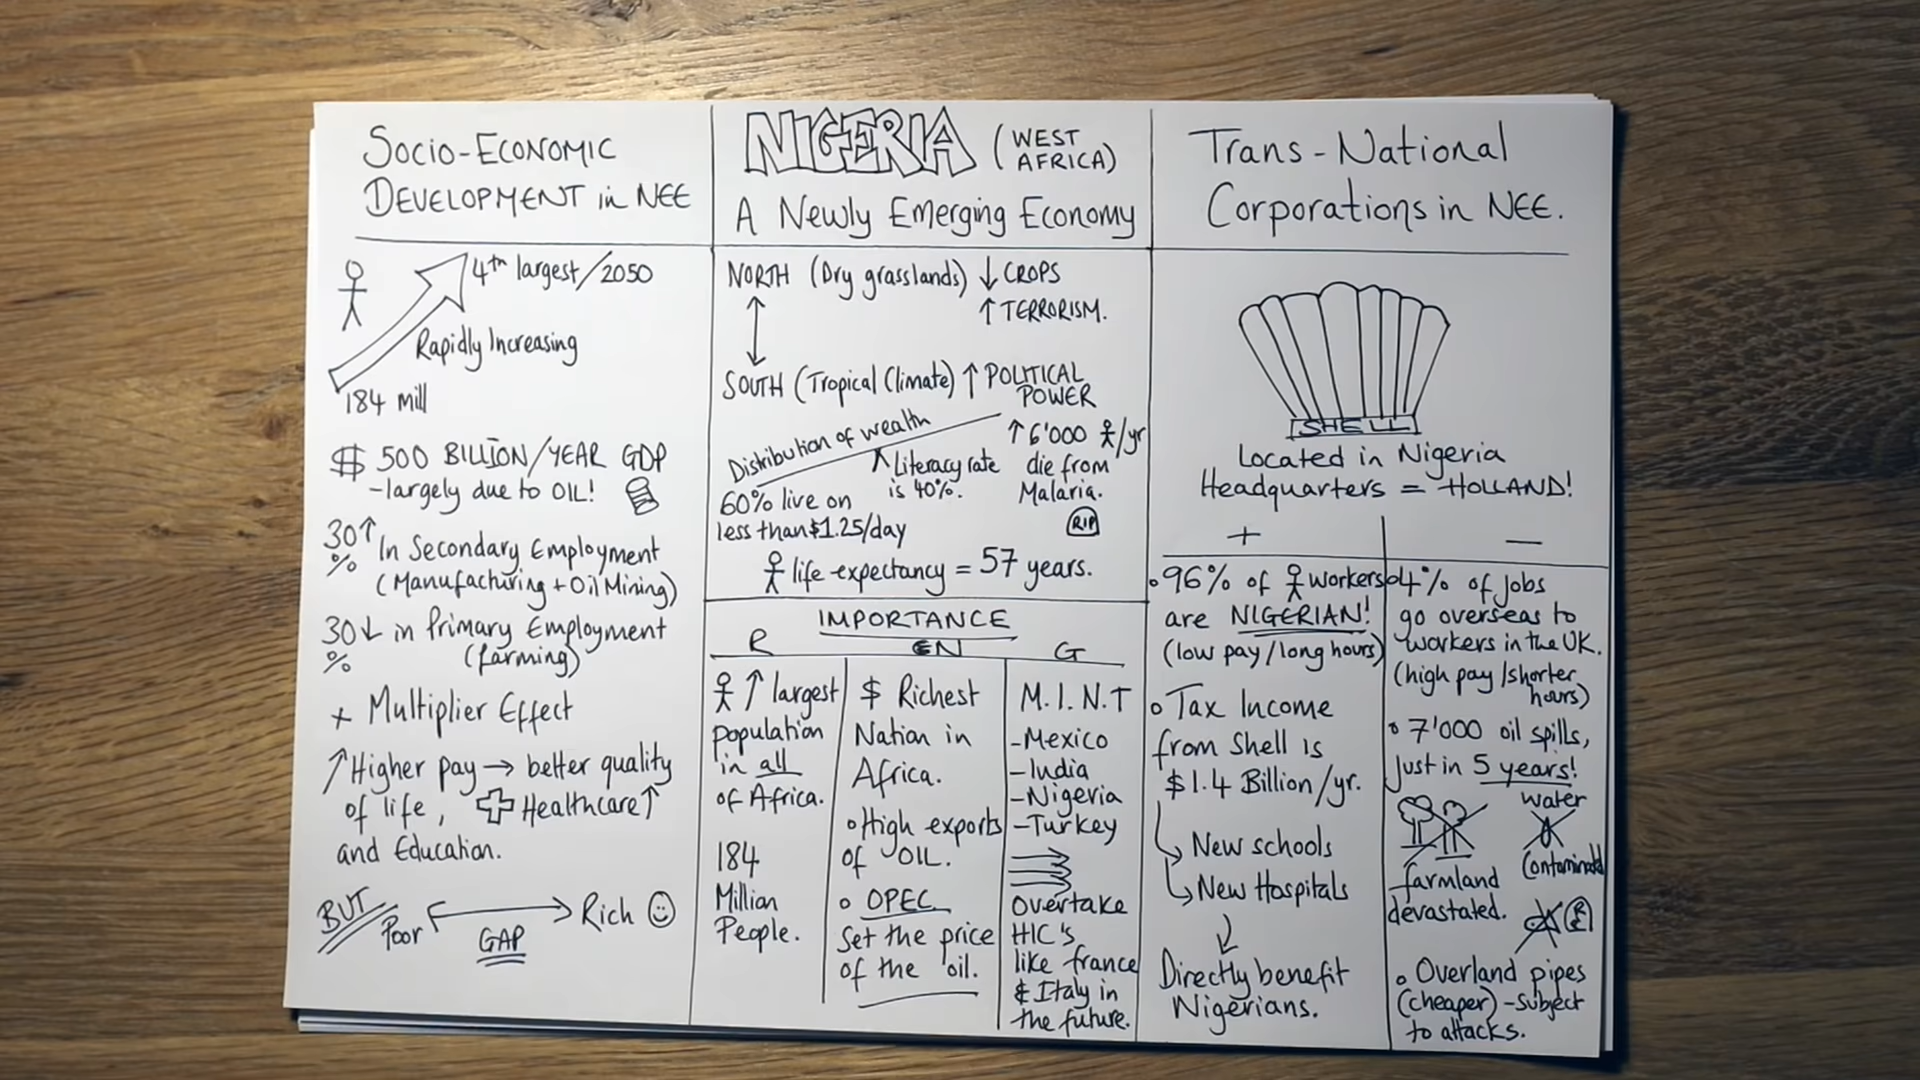 SOCIO-ECONOMIC
DEVELOPMENT in NEE
4th largest/2050
Rapidly Increasing
184 mill
$ 500 BILLION/YEAR GDP
-largely due to OIL!
30%↑ In Secondary Employment
(Manufacturing + Oil Mining)
30%↓ in Primary Employment
(farming)
+ Multiplier Effect
↑Higher pay → better quality
of life, Healthcare↑
and Education.
BUT Poor ↔ Rich
GAP
NIGERIA (WEST
AFRICA)
A Newly Emerging Economy
NORTH (Dry grasslands) ↓ CROPS
↑ TERRORISM.
SOUTH (Tropical Climate) ↑ POLITICAL
POWER
Distribution of wealth
60% live on
less than $1.25/day
Literacy rate
is 40%.
↑ 6'000 /yr
die from
Malaria.
RIP
life expectancy = 57 years.
IMPORTANCE
R
↑ largest
population
in all
of Africa.
184
Million
People.
EN
$ Richest
Nation in
Africa.
• High exports
of OIL.
• OPEC
Set the price
of the oil.
G
M.I.N.T
-Mexico
-India
-Nigeria
-Turkey
Overtake
HIC's
like france
& Italy in
the future.
Trans-National
Corporations in NEE.
SHELL
Located in Nigeria
Headquarters = HOLLAND!
+
• 96% of workers
are NIGERIAN!
(low pay/long hours)
• Tax Income
from Shell is
$1.4 Billion/yr.
→ New schools
→ New Hospitals
↓
Directly benefit
Nigerians.
−
• 4% of jobs
go overseas to
workers in the UK.
(high pay/shorter
hours)
• 7'000 oil spills,
Just in 5 years!
farmland
devastated.
water
Contaminated
• Overland pipes
(cheaper) - subject
to attacks.